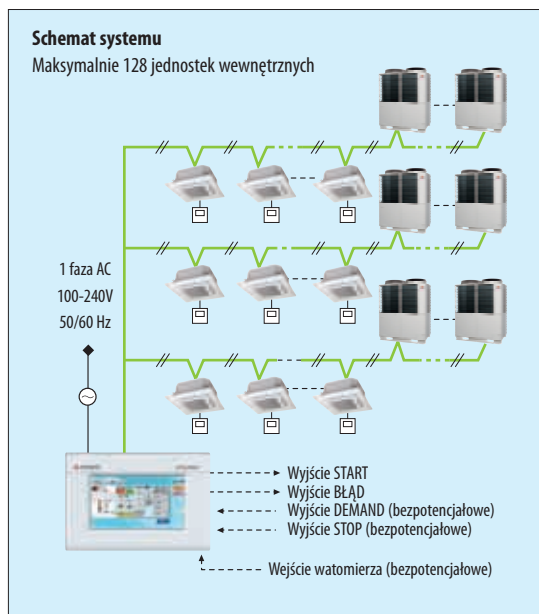 Schemat systemu
Maksymalnie 128 jednostek wewnętrznych
1 faza AC
100-240V
50/60 Hz
Wyjście START
Wyjście BŁĄD
Wyjście DEMAND (bezpotencjałowe)
Wyjście STOP (bezpotencjałowe)
Wejście watomierza (bezpotencjałowe)